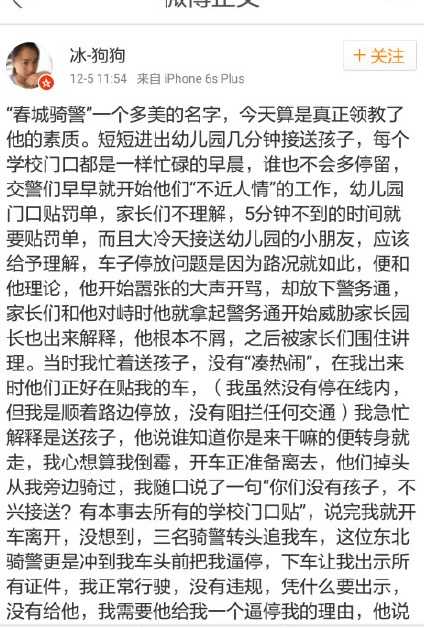 微博正文
冰-狗狗
+关注
12-5 11:54 来自 iPhone 6s Plus
“春城骑警”一个多美的名字，今天算是真正领教了
他的素质。短短进出幼儿园几分钟接送孩子，每个
学校门口都是一样忙碌的早晨，谁也不会多停留，
交警们早早就开始他们“不近人情”的工作，幼儿园
门口贴罚单，家长们不理解，5分钟不到的时间就
要贴罚单，而且大冷天接送幼儿园的小朋友，应该
给予理解，车子停放问题是因为路况就如此，便和
他理论，他开始嚣张的大声开骂，却放下警务通，
家长们和他对峙时他就拿起警务通开始威胁家长园
长也出来解释，他根本不屑，之后被家长们围住讲
理。当时我忙着送孩子，没有“凑热闹”，在我出来
时他们正好在贴我的车，（我虽然没有停在线内，
但我是顺着路边停放，没有阻拦任何交通）我急忙
解释是送孩子，他说谁知道你是来干嘛的便转身就
走，我心想算我倒霉，开车正准备离去，他们掉头
从我旁边骑过，我随口说了一句“你们没有孩子，不
兴接送？有本事去所有的学校门口贴”，说完我就开
车离开，没想到，三名骑警转头追我车，这位东北
骑警更是冲到我车头前把我逼停，下车让我出示所
有证件，我正常行驶，没有违规，凭什么要出示，
没有给他，我需要他给我一个逼停我的理由，他说